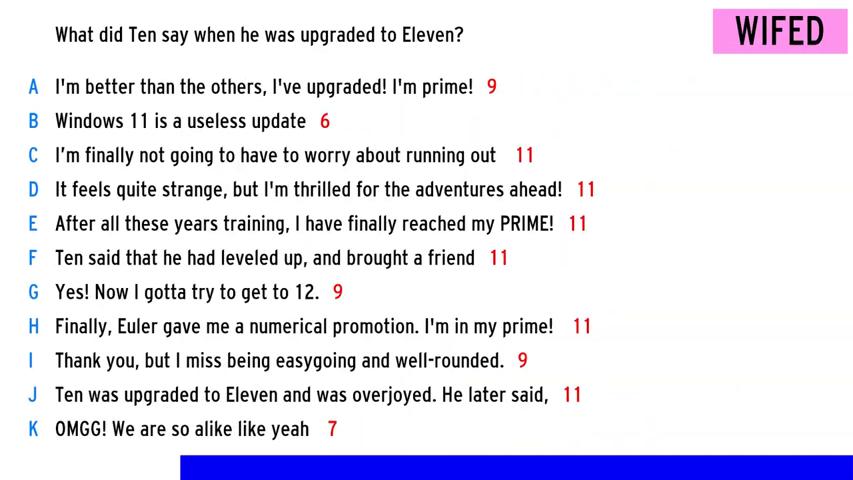 What did Ten say when he was upgraded to Eleven?
WIFED
A I'm better than the others, I've upgraded! I'm prime! 9
B Windows 11 is a useless update 6
C I’m finally not going to have to worry about running out 11
D It feels quite strange, but I'm thrilled for the adventures ahead! 11
E After all these years training, I have finally reached my PRIME! 11
F Ten said that he had leveled up, and brought a friend 11
G Yes! Now I gotta try to get to 12. 9
H Finally, Euler gave me a numerical promotion. I'm in my prime! 11
I Thank you, but I miss being easygoing and well-rounded. 9
J Ten was upgraded to Eleven and was overjoyed. He later said, 11
K OMGG! We are so alike like yeah 7